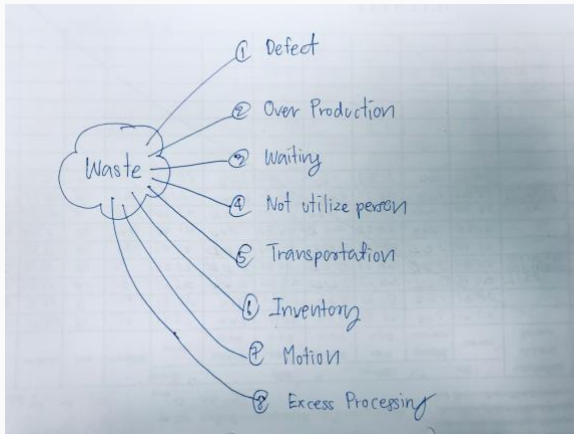 ① Defect
② Over Production
Waste
③ Waiting
④ Not utilize person
⑤ Transportation
⑥ Inventory
⑦ Motion
⑧ Excess Processing